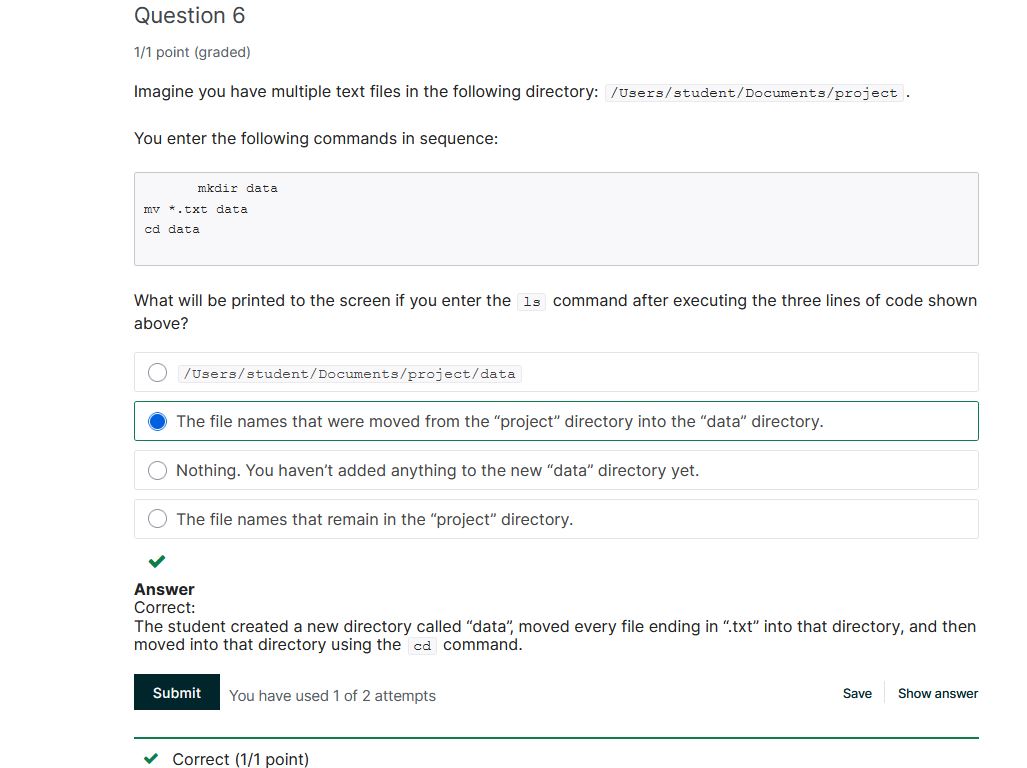 Question 6
1/1 point (graded)
Imagine you have multiple text files in the following directory: /Users/student/Documents/project .
You enter the following commands in sequence:
mkdir data
mv *.txt data
cd data
What will be printed to the screen if you enter the ls command after executing the three lines of code shown
above?
/Users/student/Documents/project/data
The file names that were moved from the “project” directory into the “data” directory.
Nothing. You haven’t added anything to the new “data” directory yet.
The file names that remain in the “project” directory.
Answer
Correct:
The student created a new directory called “data”, moved every file ending in “.txt” into that directory, and then
moved into that directory using the cd command.
Submit You have used 1 of 2 attempts Save Show answer
Correct (1/1 point)